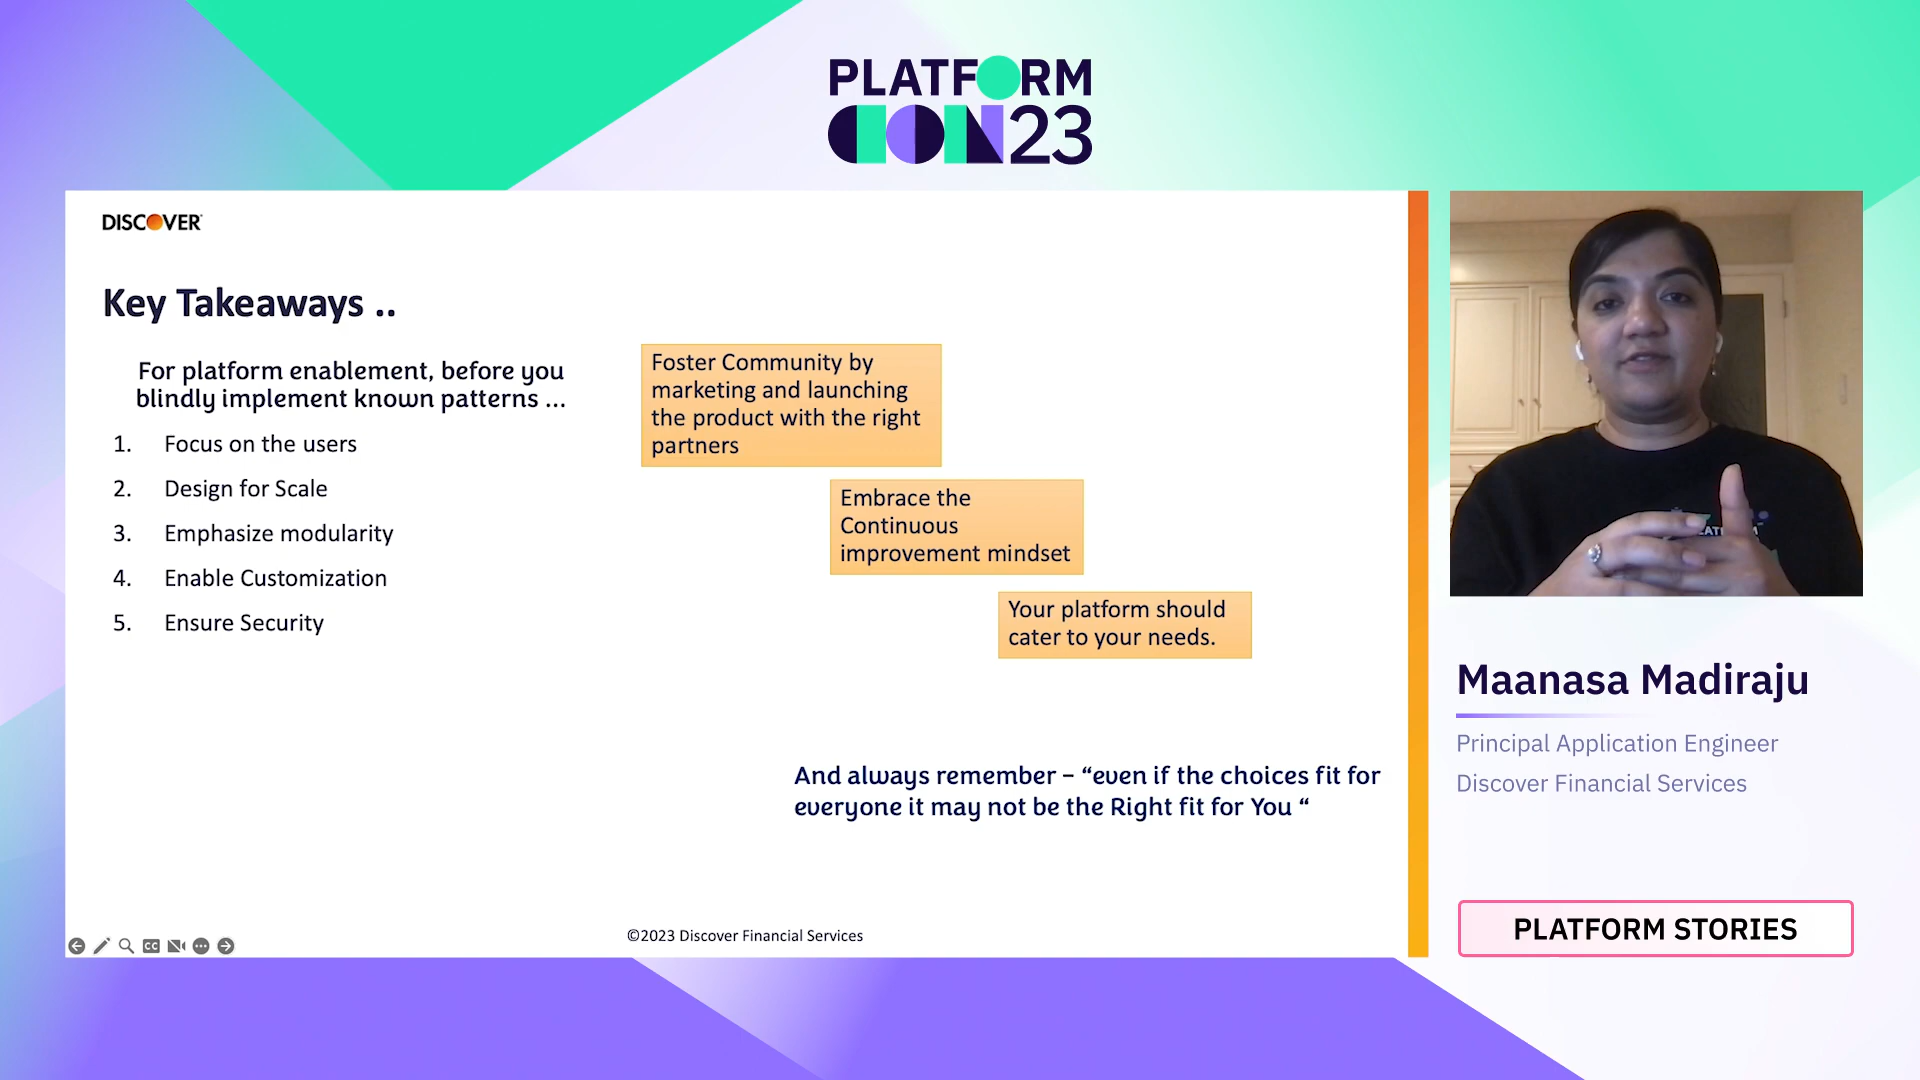 PLATFORM
CON23
DISCOVER
Key Takeaways ..
For platform enablement, before you
blindly implement known patterns ...
1. Focus on the users
2. Design for Scale
3. Emphasize modularity
4. Enable Customization
5. Ensure Security
Foster Community by
marketing and launching
the product with the right
partners
Embrace the
Continuous
improvement mindset
Your platform should
cater to your needs.
And always remember – “even if the choices fit for
everyone it may not be the Right fit for You “
©2023 Discover Financial Services
CC
Maanasa Madiraju
Principal Application Engineer
Discover Financial Services
PLATFORM STORIES